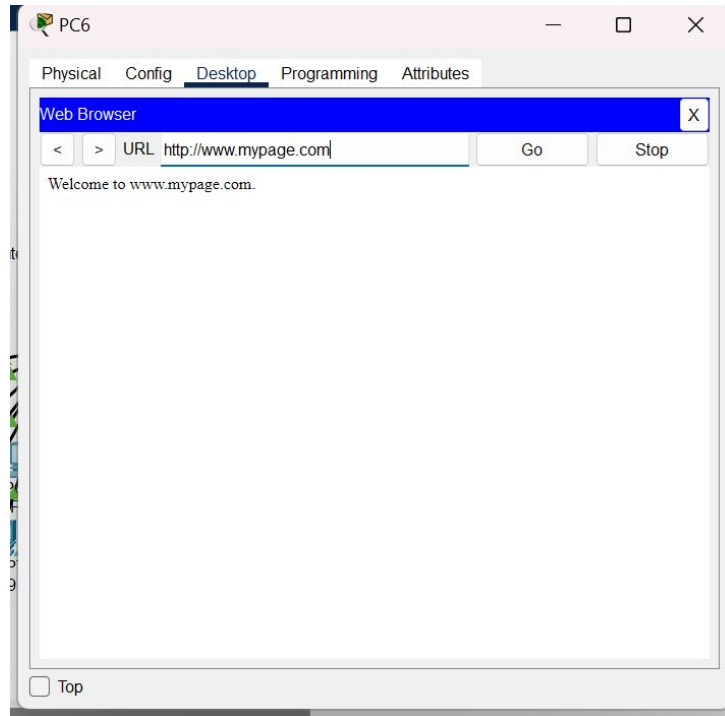 PC6
Physical Config Desktop Programming Attributes
Web Browser
X
< > URL http://www.mypage.com Go Stop
Welcome to www.mypage.com.
Top